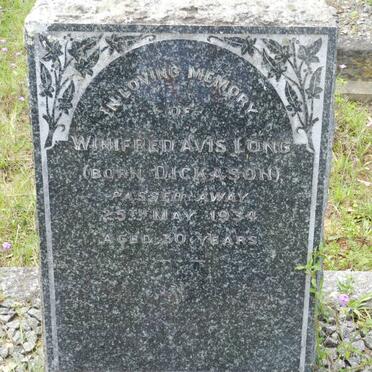 IN LOVING MEMORY
OF
WINIFRED AVIS LONG
(BORN DICKASON),
PASSED AWAY
25TH MAY 1934
AGED 30 YEARS